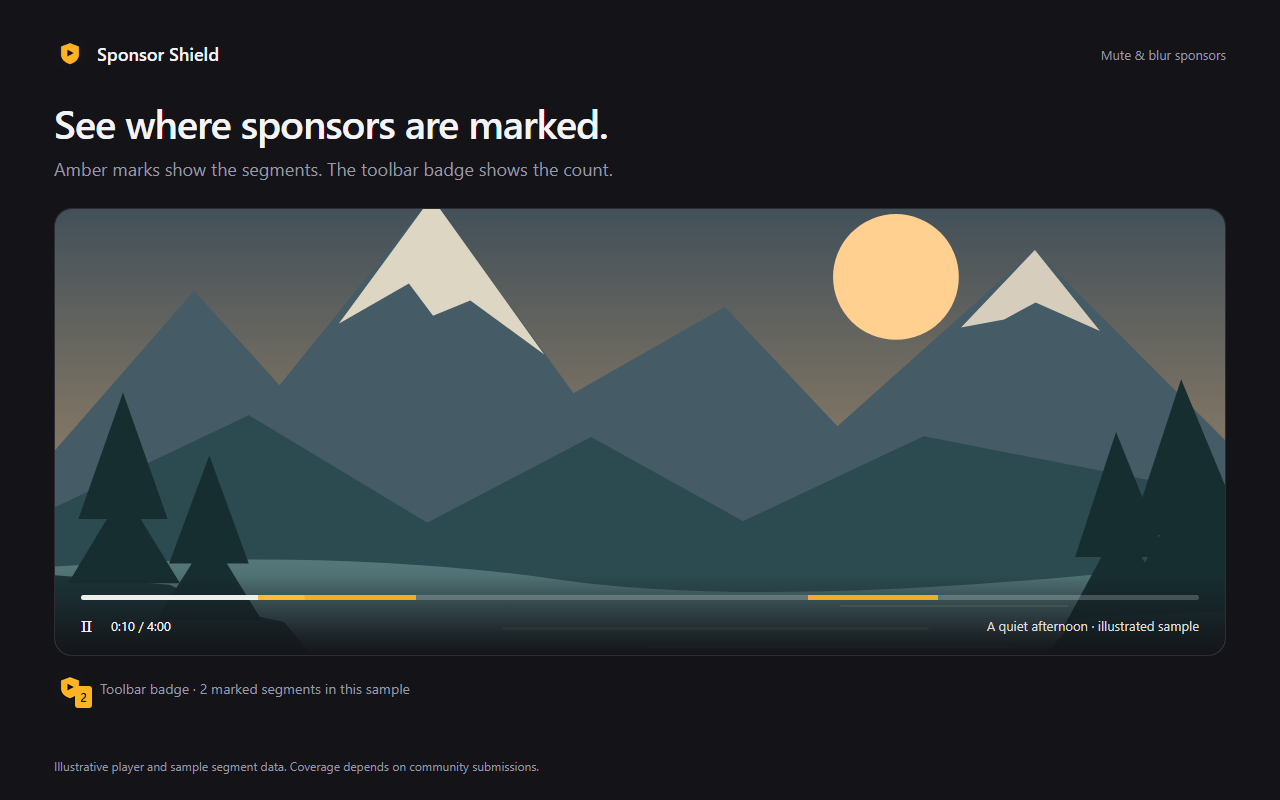 Sponsor Shield
Mute & blur sponsors
See where sponsors are marked.
Amber marks show the segments. The toolbar badge shows the count.
0:10 / 4:00
A quiet afternoon · illustrated sample
2
Toolbar badge · 2 marked segments in this sample
Illustrative player and sample segment data. Coverage depends on community submissions.